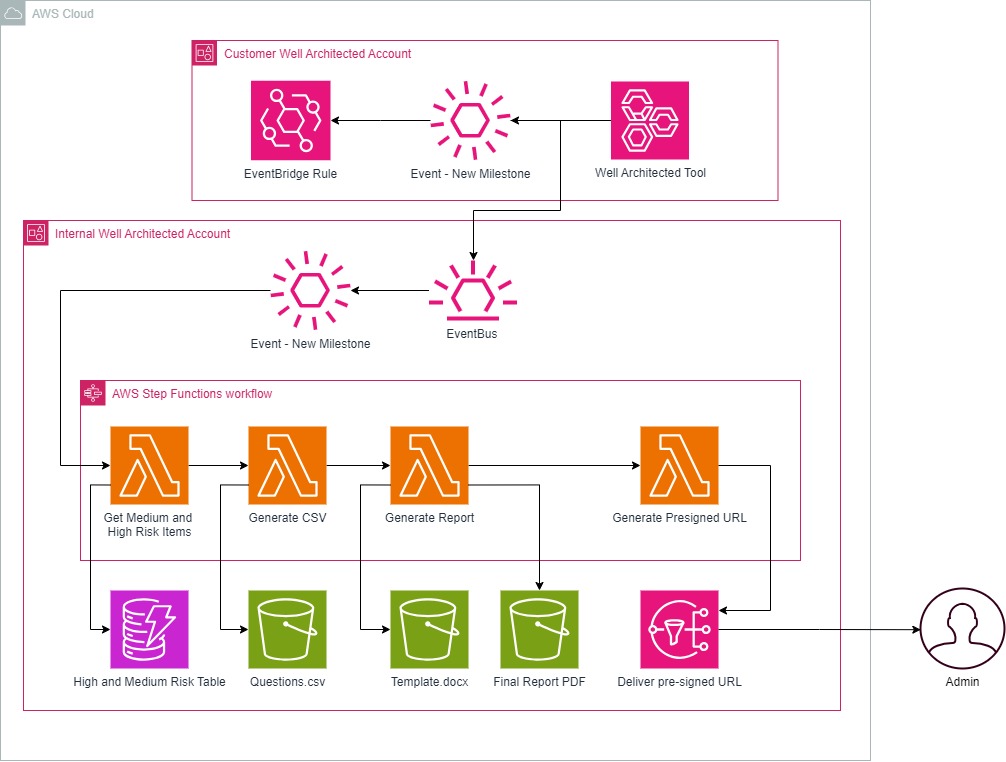 AWS Cloud
Customer Well Architected Account
EventBridge Rule
Event - New Milestone
Well Architected Tool
Internal Well Architected Account
Event - New Milestone
EventBus
AWS Step Functions workflow
Get Medium and
High Risk Items
Generate CSV
Generate Report
Generate Presigned URL
High and Medium Risk Table
Questions.csv
Template.docx
Final Report PDF
Deliver pre-signed URL
Admin